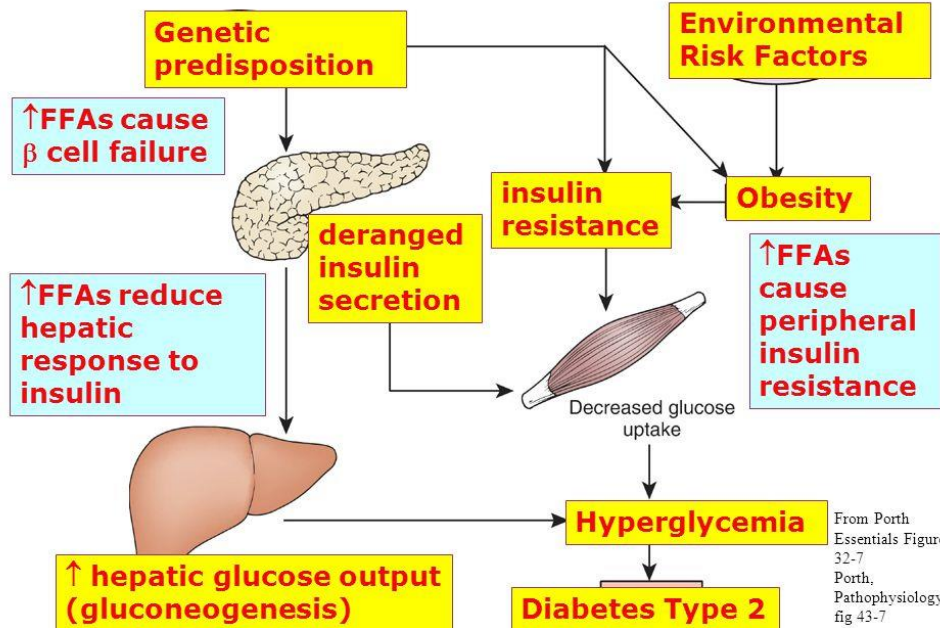 Genetic
predisposition
Environmental
Risk Factors
↑FFAs cause
β cell failure
insulin
resistance
Obesity
deranged
insulin
secretion
↑FFAs reduce
hepatic
response to
insulin
↑FFAs
cause
peripheral
insulin
resistance
Decreased glucose
uptake
Hyperglycemia
From Porth
Essentials Figure
32-7
Porth,
Pathophysiology
fig 43-7
↑ hepatic glucose output
(gluconeogenesis)
Diabetes Type 2